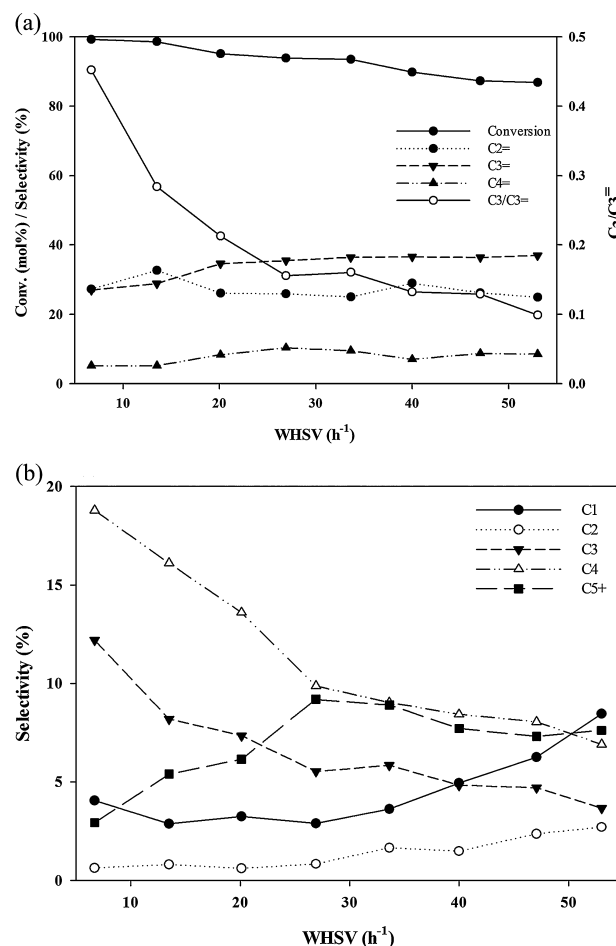 (a)
100
80
60
40
20
0
Conv. (mol%) / Selectivity (%)
0.5
0.4
0.3
0.2
0.1
0.0
C3/C3=
Conversion
C2=
C3=
C4=
C3/C3=
10 20 30 40 50
WHSV (h-1)
(b)
20
15
10
5
0
Selectivity (%)
C1
C2
C3
C4
C5+
10 20 30 40 50
WHSV (h-1)